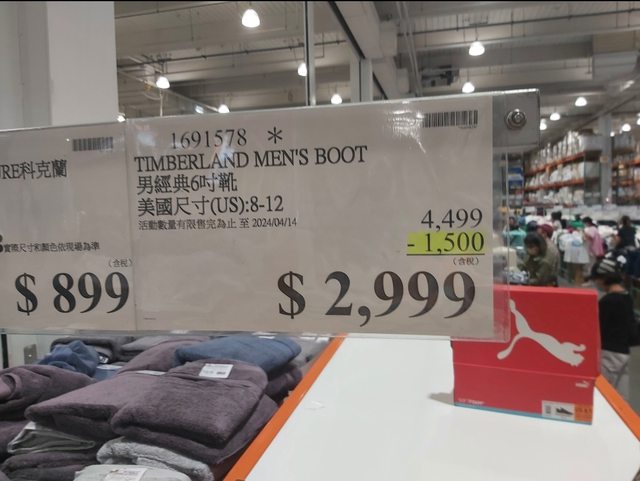 RE科克蘭
實際尺寸和顏色依現場為準
(含稅)
$ 899
1691578 *
TIMBERLAND MEN'S BOOT
男經典6吋靴
美國尺寸(US):8-12
活動數量有限售完為止 至 2024/04/14
4,499
- 1,500
(含稅)
$ 2,999